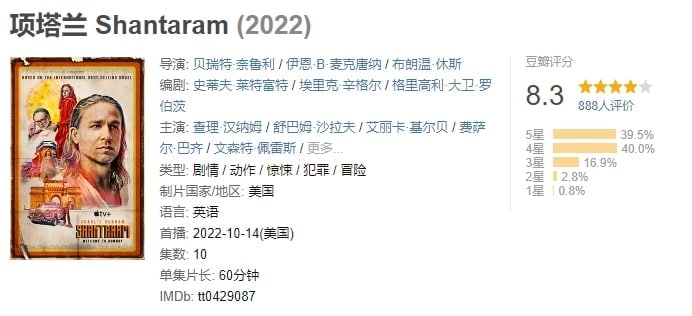 项塔兰 Shantaram (2022)
BASED ON THE INTERNATIONAL BEST-SELLING NOVEL
tv+
CHARLIE HUNNAM
SHANTARAM
WELCOME TO BOMBAY
导演: 贝瑞特·奈鲁利 / 伊恩·B·麦克唐纳 / 布朗温·休斯
编剧: 史蒂夫·莱特富特 / 埃里克·辛格尔 / 格里高利·大卫·罗
伯茨
主演: 查理·汉纳姆 / 舒巴姆·沙拉夫 / 艾丽卡·基尔贝 / 费萨
尔·巴齐 / 文森特·佩雷斯 / 更多...
类型: 剧情 / 动作 / 惊悚 / 犯罪 / 冒险
制片国家/地区: 美国
语言: 英语
首播: 2022-10-14(美国)
集数: 10
单集片长: 60分钟
IMDb: tt0429087
豆瓣评分
8.3
888人评价
5星 39.5%
4星 40.0%
3星 16.9%
2星 2.8%
1星 0.8%